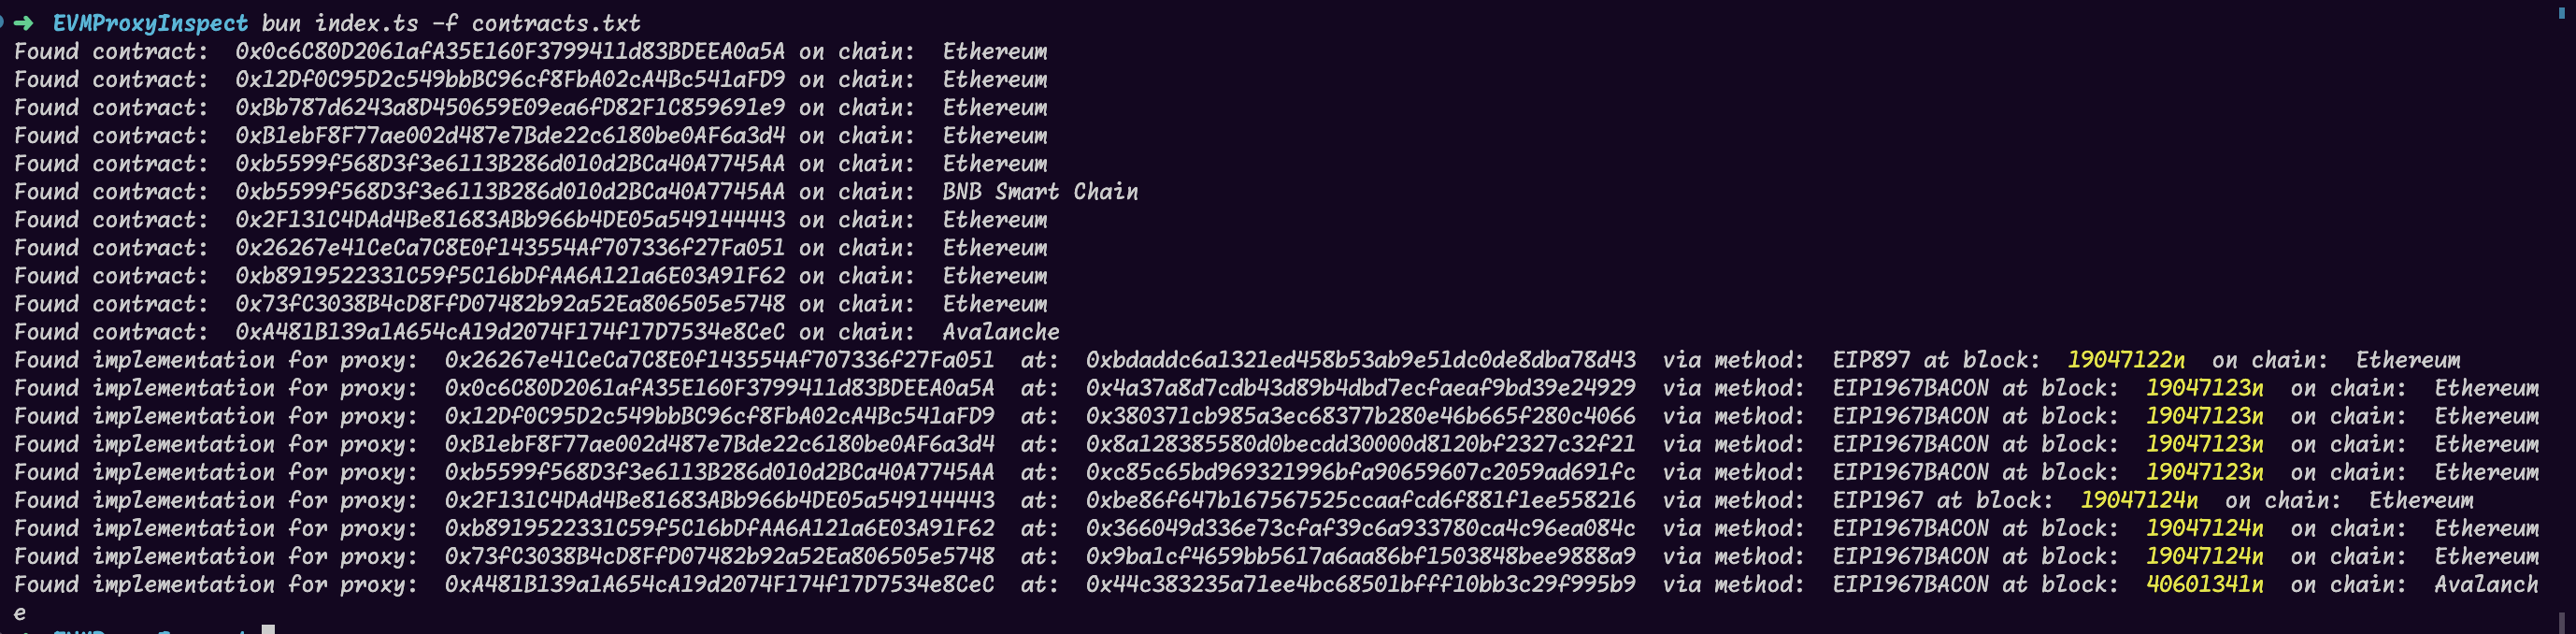 ➜ EVMProxyInspect bun index.ts -f contracts.txt
Found contract:  0x0c6C80D2061afA35E160F3799411d83BDEEA0a5A on chain:  Ethereum
Found contract:  0x12Df0C95D2c549bbBC96cf8FbA02cA4Bc541aFD9 on chain:  Ethereum
Found contract:  0xBb787d6243a8D450659E09ea6fD82F1C859691e9 on chain:  Ethereum
Found contract:  0xB1ebF8F77ae002d487e7Bde22c6180be0AF6a3d4 on chain:  Ethereum
Found contract:  0xb5599f568D3f3e6113B286d010d2BCa40A7745AA on chain:  Ethereum
Found contract:  0xb5599f568D3f3e6113B286d010d2BCa40A7745AA on chain:  BNB Smart Chain
Found contract:  0x2F131C4DAd4Be81683ABb966b4DE05a549144443 on chain:  Ethereum
Found contract:  0x26267e41CeCa7C8E0f143554Af707336f27Fa051 on chain:  Ethereum
Found contract:  0xb8919522331C59f5C16bDfAA6A121a6E03A91F62 on chain:  Ethereum
Found contract:  0x73fC3038B4cD8FfD07482b92a52Ea806505e5748 on chain:  Ethereum
Found contract:  0xA481B139a1A654cA19d2074F174f17D7534e8CeC on chain:  Avalanche
Found implementation for proxy:  0x26267e41CeCa7C8E0f143554Af707336f27Fa051  at:  0xbdaddc6a1321ed458b53ab9e51dc0de8dba78d43  via method:  EIP897 at block:  19047122n  on chain:  Ethereum
Found implementation for proxy:  0x0c6C80D2061afA35E160F3799411d83BDEEA0a5A  at:  0x4a37a8d7cdb43d89b4dbd7ecfaeaf9bd39e24929  via method:  EIP1967BACON at block:  19047123n  on chain:  Ethereum
Found implementation for proxy:  0x12Df0C95D2c549bbBC96cf8FbA02cA4Bc541aFD9  at:  0x380371cb985a3ec68377b280e46b665f280c4066  via method:  EIP1967BACON at block:  19047123n  on chain:  Ethereum
Found implementation for proxy:  0xB1ebF8F77ae002d487e7Bde22c6180be0AF6a3d4  at:  0x8a128385580d0becdd30000d8120bf2327c32f21  via method:  EIP1967BACON at block:  19047123n  on chain:  Ethereum
Found implementation for proxy:  0xb5599f568D3f3e6113B286d010d2BCa40A7745AA  at:  0xc85c65bd969321996bfa90659607c2059ad691fc  via method:  EIP1967BACON at block:  19047123n  on chain:  Ethereum
Found implementation for proxy:  0x2F131C4DAd4Be81683ABb966b4DE05a549144443  at:  0xbe86f647b167567525ccaafcd6f881f1ee558216  via method:  EIP1967 at block:  19047124n  on chain:  Ethereum
Found implementation for proxy:  0xb8919522331C59f5C16bDfAA6A121a6E03A91F62  at:  0x366049d336e73cfaf39c6a933780ca4c96ea084c  via method:  EIP1967BACON at block:  19047124n  on chain:  Ethereum
Found implementation for proxy:  0x73fC3038B4cD8FfD07482b92a52Ea806505e5748  at:  0x9ba1cf4659bb5617a6aa86bf1503848bee9888a9  via method:  EIP1967BACON at block:  19047124n  on chain:  Ethereum
Found implementation for proxy:  0xA481B139a1A654cA19d2074F174f17D7534e8CeC  at:  0x44c383235a71ee4bc68501bfff10bb3c29f995b9  via method:  EIP1967BACON at block:  40601341n  on chain:  Avalanch
e